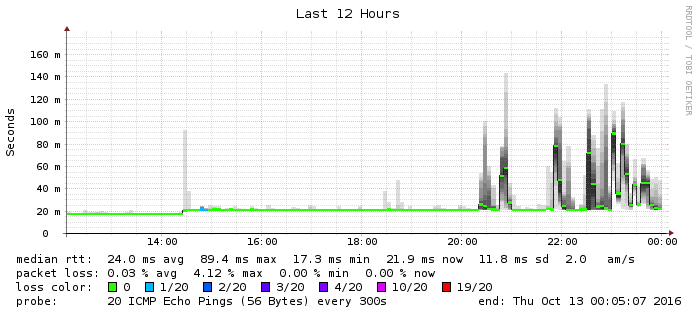 Last 12 Hours
RRDTOOL / TOBI OETIKER
Seconds
160 m
140 m
120 m
100 m
80 m
60 m
40 m
20 m
0
14:00 16:00 18:00 20:00 22:00 00:00
median rtt: 24.0 ms avg 89.4 ms max 17.3 ms min 21.9 ms now 11.8 ms sd 2.0 am/s
packet loss: 0.03 % avg 4.12 % max 0.00 % min 0.00 % now
loss color: 0 1/20 2/20 3/20 4/20 10/20 19/20
probe: 20 ICMP Echo Pings (56 Bytes) every 300s end: Thu Oct 13 00:05:07 2016